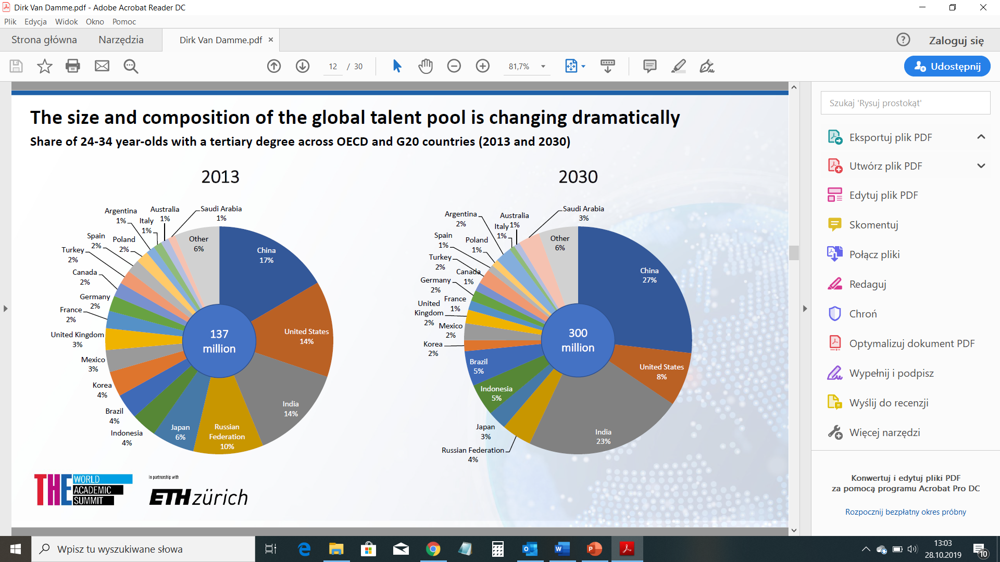 Dirk Van Damme.pdf - Adobe Acrobat Reader DC
Plik Edycja Widok Okno Pomoc
Strona główna Narzędzia Dirk Van Damme.pdf × ? Zaloguj się
12 / 30 81,7% Udostępnij
The size and composition of the global talent pool is changing dramatically
Share of 24-34 year-olds with a tertiary degree across OECD and G20 countries (2013 and 2030)
2013
Saudi Arabia
1%
Australia
1%
Argentina
1%
Italy
1%
Spain
2%
Poland
2%
Turkey
2%
Canada
2%
Germany
2%
France
2%
United Kingdom
3%
Mexico
3%
Korea
4%
Brazil
4%
Indonesia
4%
Japan
6%
Russian
Federation
10%
India
14%
United States
14%
China
17%
Other
6%
137
million
2030
Saudi Arabia
3%
Argentina
2%
Australia
1%
Italy
1%
Spain
1%
Poland
1%
Turkey
2%
Canada
1%
Germany
2%
France
1%
United
Kingdom
2%
Mexico
2%
Korea
2%
Brazil
5%
Indonesia
5%
Japan
3%
Russian Federation
4%
India
23%
United States
8%
China
27%
Other
6%
300
million
THE WORLD
ACADEMIC
SUMMIT
In partnership with
ETH zürich
Szukaj 'Rysuj prostokąt'
Eksportuj plik PDF
Utwórz plik PDF
Edytuj plik PDF
Skomentuj
Połącz pliki
Redaguj
Chroń
Optymalizuj dokument PDF
Wypełnij i podpisz
Wyślij do recenzji
Więcej narzędzi
Konwertuj i edytuj pliki PDF
za pomocą programu Acrobat Pro DC
Rozpocznij bezpłatny okres próbny
Wpisz tu wyszukiwane słowa
13:03
28.10.2019
10